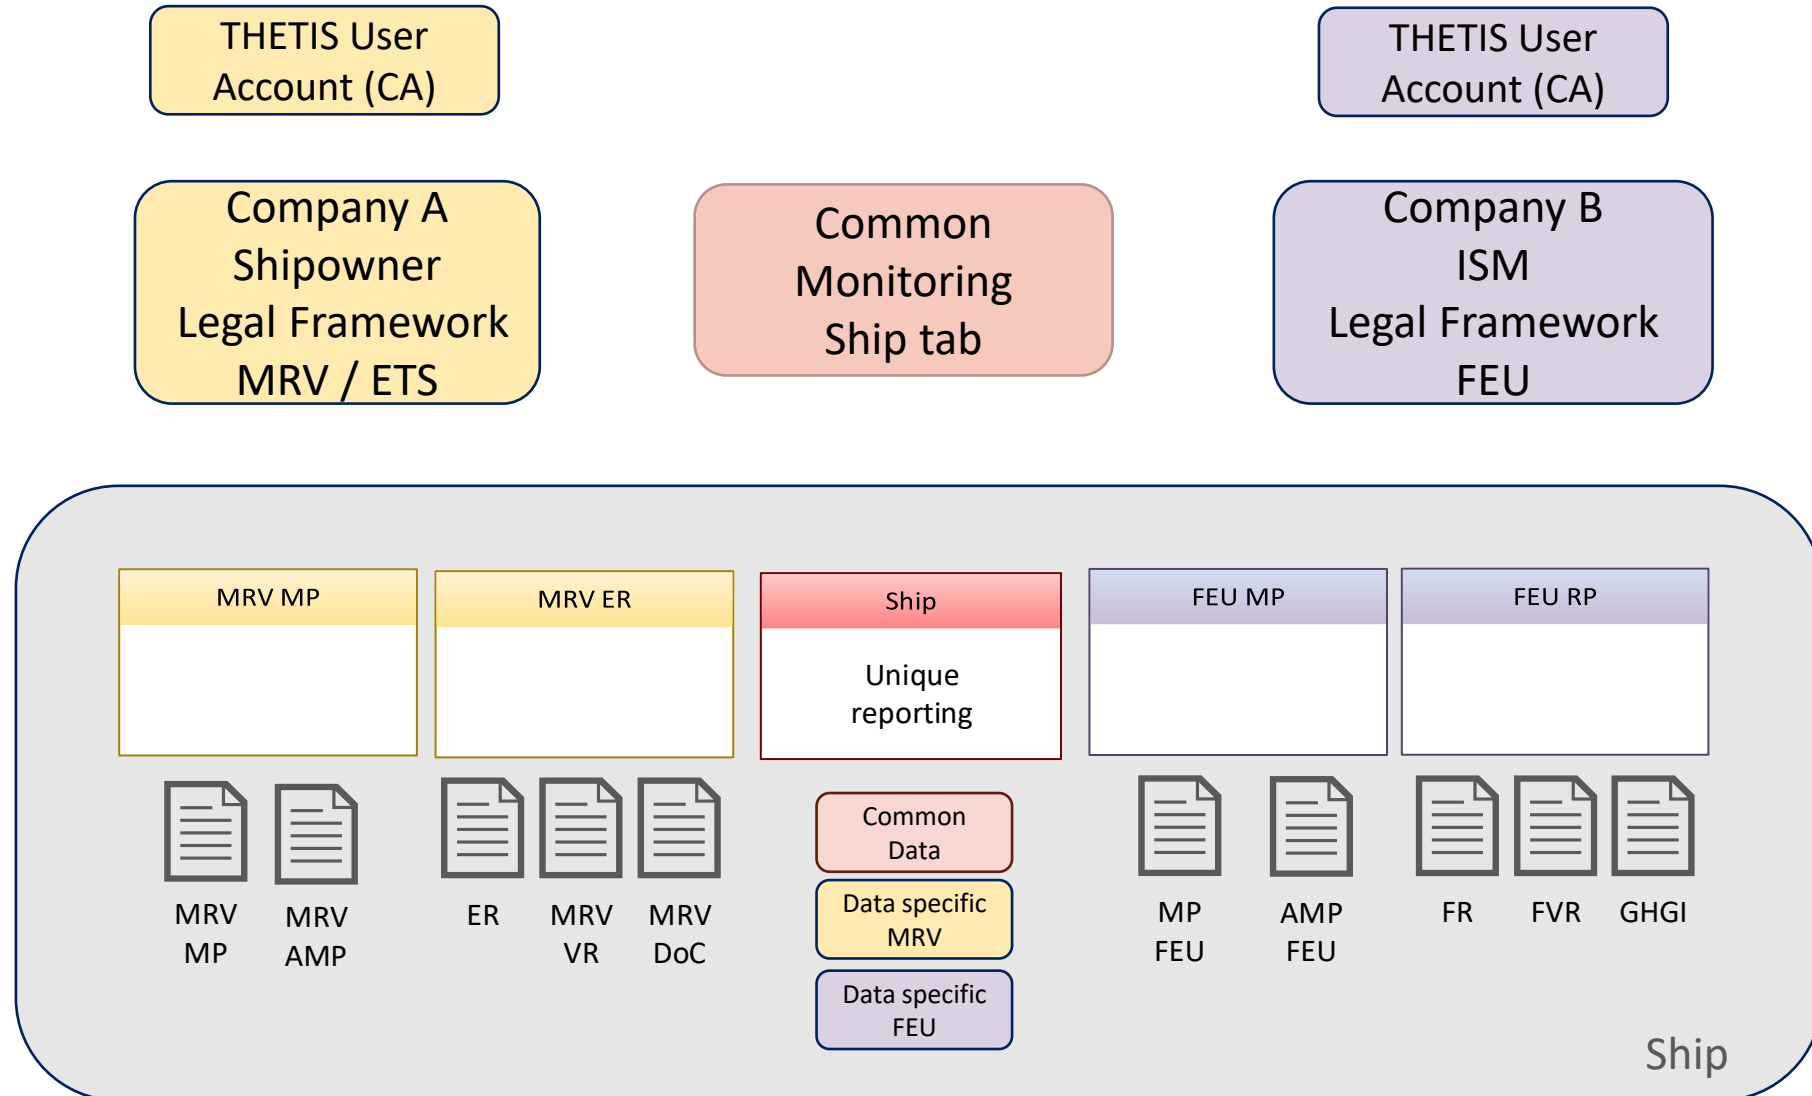 THETIS User
Account (CA)
THETIS User
Account (CA)
Company A
Shipowner
Legal Framework
MRV / ETS
Common
Monitoring
Ship tab
Company B
ISM
Legal Framework
FEU
MRV MP
MRV ER
Ship
FEU MP
FEU RP
Unique
reporting
MRV
MP
MRV
AMP
ER
MRV
VR
MRV
DoC
Common
Data
Data specific
MRV
Data specific
FEU
MP
FEU
AMP
FEU
FR
FVR
GHGI
Ship